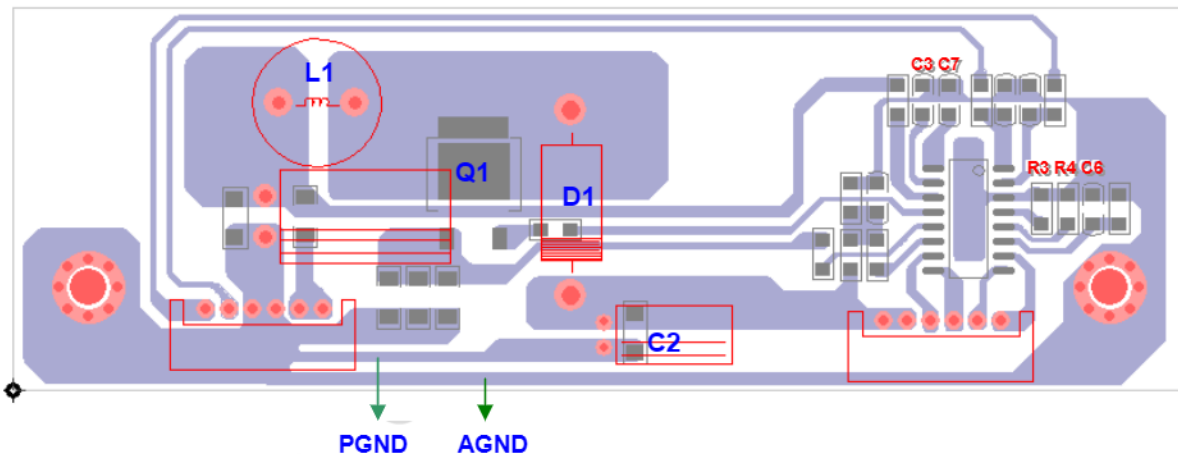 L1
C3 C7
Q1
R3 R4 C6
D1
C2
PGND AGND